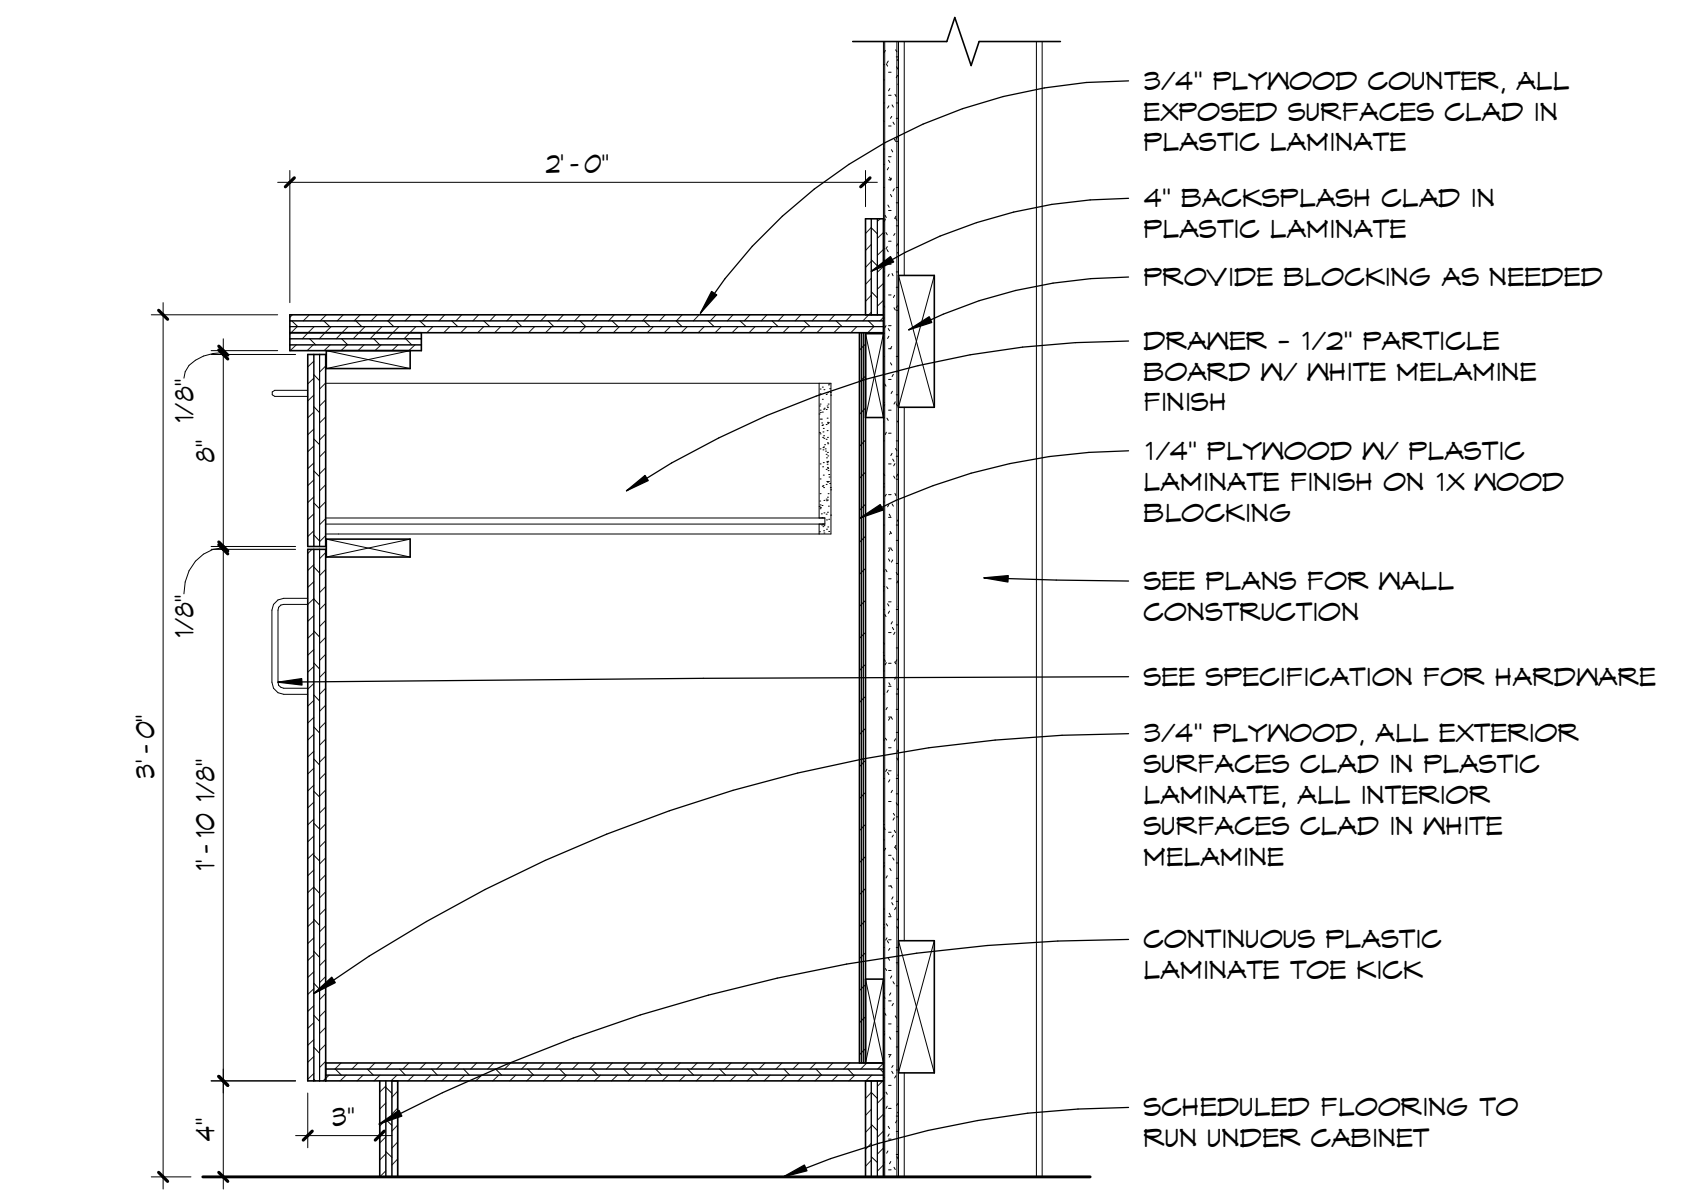 3/4" PLYWOOD COUNTER, ALL
EXPOSED SURFACES CLAD IN
PLASTIC LAMINATE
2'-0"
4" BACKSPLASH CLAD IN
PLASTIC LAMINATE
PROVIDE BLOCKING AS NEEDED
DRAWER - 1/2" PARTICLE
BOARD W/ WHITE MELAMINE
FINISH
1/8"
8"
1/4" PLYWOOD W/ PLASTIC
LAMINATE FINISH ON 1X WOOD
BLOCKING
SEE PLANS FOR WALL
CONSTRUCTION
1/8"
SEE SPECIFICATION FOR HARDWARE
3'-0"
1'-10 1/8"
3/4" PLYWOOD, ALL EXTERIOR
SURFACES CLAD IN PLASTIC
LAMINATE, ALL INTERIOR
SURFACES CLAD IN WHITE
MELAMINE
CONTINUOUS PLASTIC
LAMINATE TOE KICK
3"
4"
SCHEDULED FLOORING TO
RUN UNDER CABINET